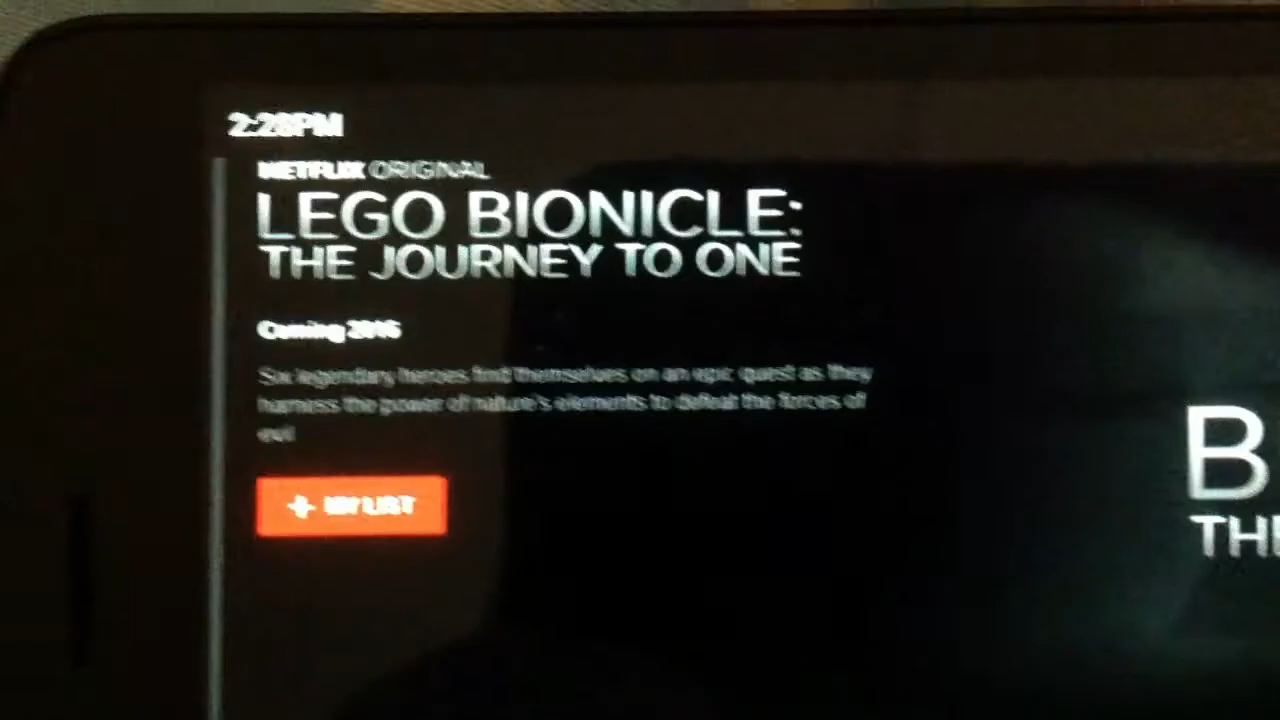 2:28PM
NETFLIX ORIGINAL
LEGO BIONICLE:
THE JOURNEY TO ONE
Coming 2016
Six legendary heroes find themselves on an epic quest as they
harness the power of nature's elements to defeat the forces of
evil
+ MY LIST
B
THE